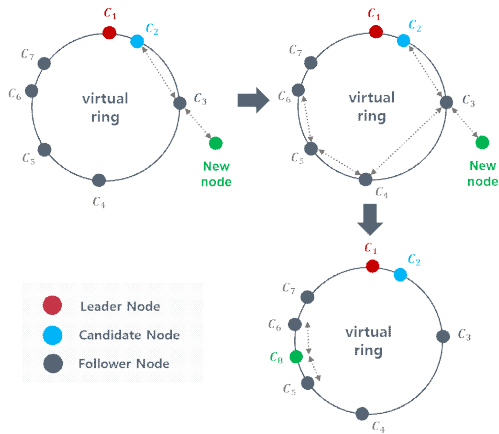 C1
C2
C7
C6
virtual
ring
C3
C5
New
node
C4
C1
C2
C7
C6
virtual
ring
C3
C5
New
node
C4
C1
C2
C7
C6
virtual
ring
C3
C8
C5
C4
Leader Node
Candidate Node
Follower Node